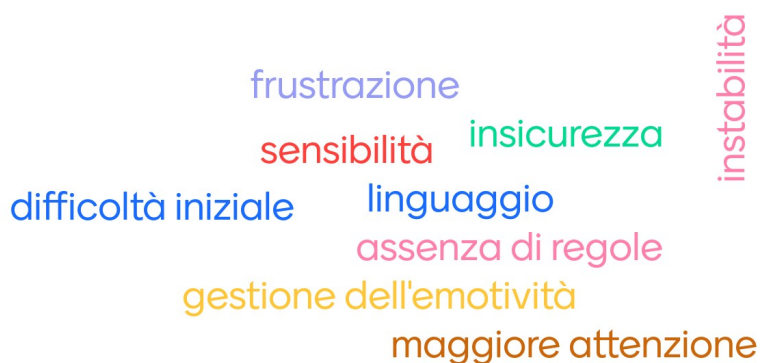 instabilità
frustrazione
insicurezza
sensibilità
linguaggio
difficoltà iniziale
assenza di regole
gestione dell'emotività
maggiore attenzione